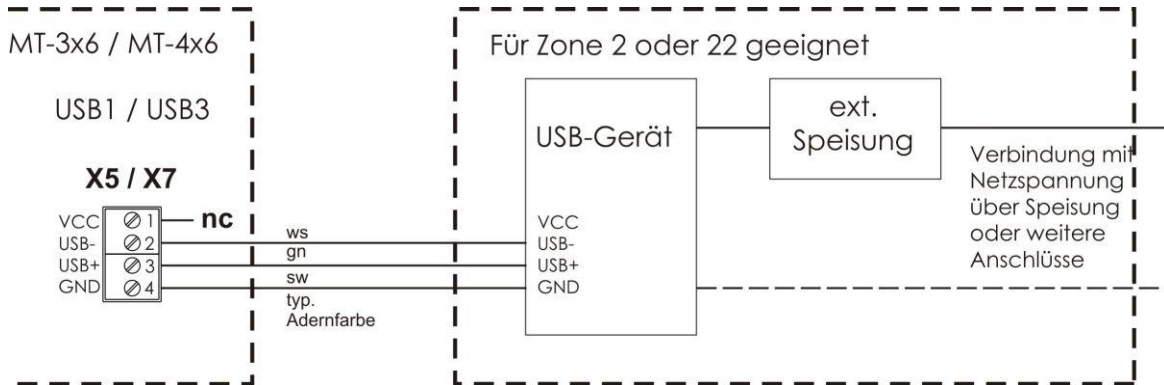 MT-3x6 / MT-4x6
USB1 / USB3
X5 / X7
VCC 1 nc
USB- 2
USB+ 3
GND 4
ws
gn
sw
typ.
Adernfarbe
Für Zone 2 oder 22 geeignet
USB-Gerät
VCC
USB-
USB+
GND
ext.
Speisung
Verbindung mit
Netzspannung
über Speisung
oder weitere
Anschlüsse